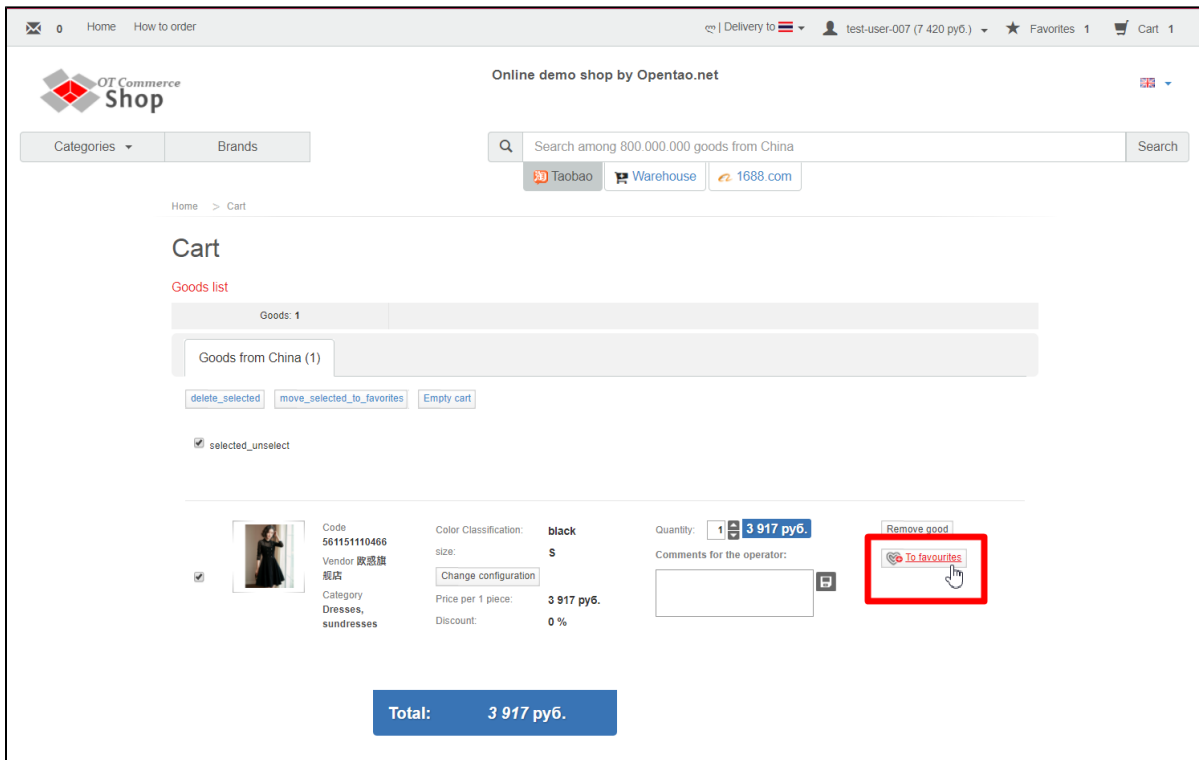 0 Home How to order ლ | Delivery to test-user-007 (7 420 руб.) Favorites 1 Cart 1
OT Commerce
Shop
Online demo shop by Opentao.net
Categories Brands Search among 800 000 000 goods from China Search
Taobao Warehouse 1688.com
Home > Cart
Cart
Goods list
Goods: 1
Goods from China (1)
delete_selected move_selected_to_favorites Empty cart
selected_unselect
Code
561151110466
Vendor 歐惑旗
舰店
Category
Dresses,
sundresses
Color Classification: black
size: S
Change configuration
Price per 1 piece: 3 917 руб.
Discount: 0 %
Quantity: 1 3 917 руб.
Comments for the operator:
Remove good
To favourites
Total: 3 917 руб.